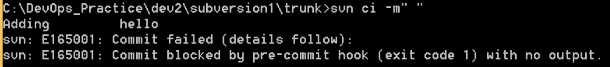 C:\DevOps_Practice\dev2\subversion1\trunk>svn ci -m" "
Adding         hello
svn: E165001: Commit failed (details follow):
svn: E165001: Commit blocked by pre-commit hook (exit code 1) with no output.